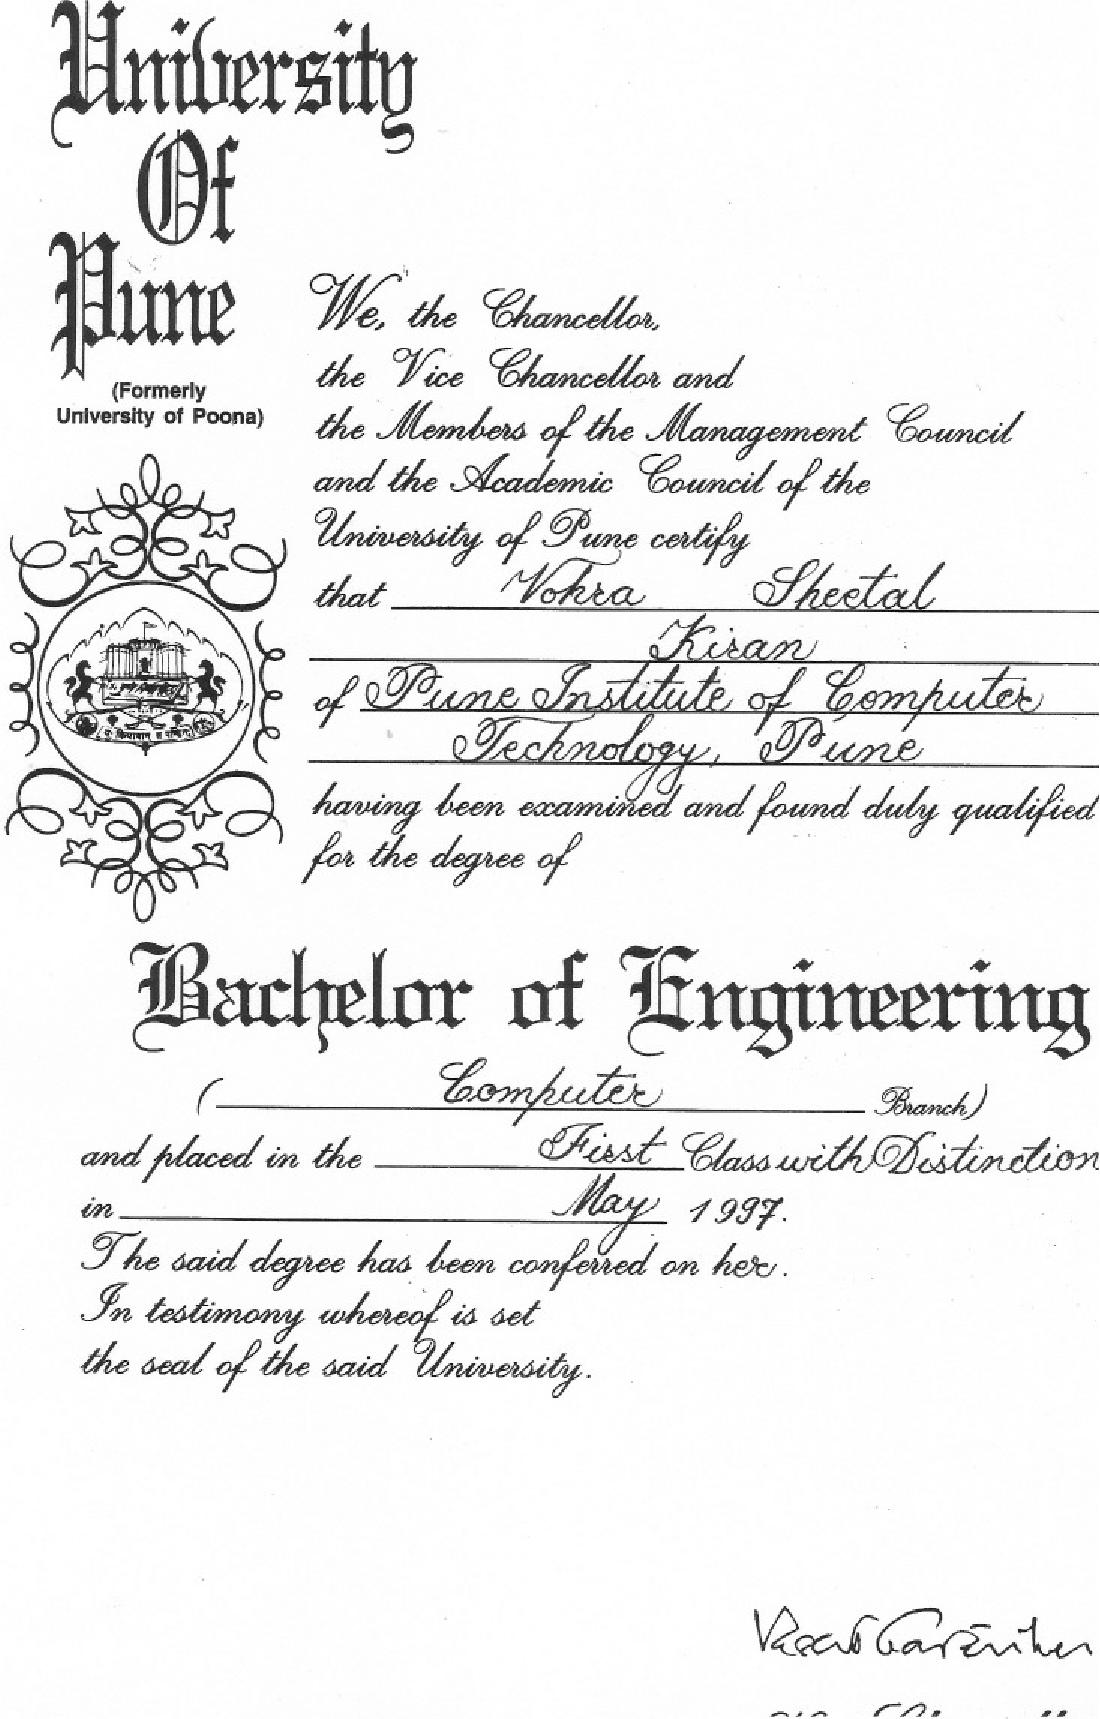 University
Of
Pune
(Formerly
University of Poona)
We, the Chancellor,
the Vice Chancellor and
the Members of the Management Council
and the Academic Council of the
University of Pune certify
that Vohra Sheetal
Kiran
of Pune Institute of Computer
Technology, Pune
having been examined and found duly qualified
for the degree of
Bachelor of Engineering
( Computer Branch)
and placed in the First Class with Distinction
in May 1997.
The said degree has been conferred on her.
In testimony whereof is set
the seal of the said University.